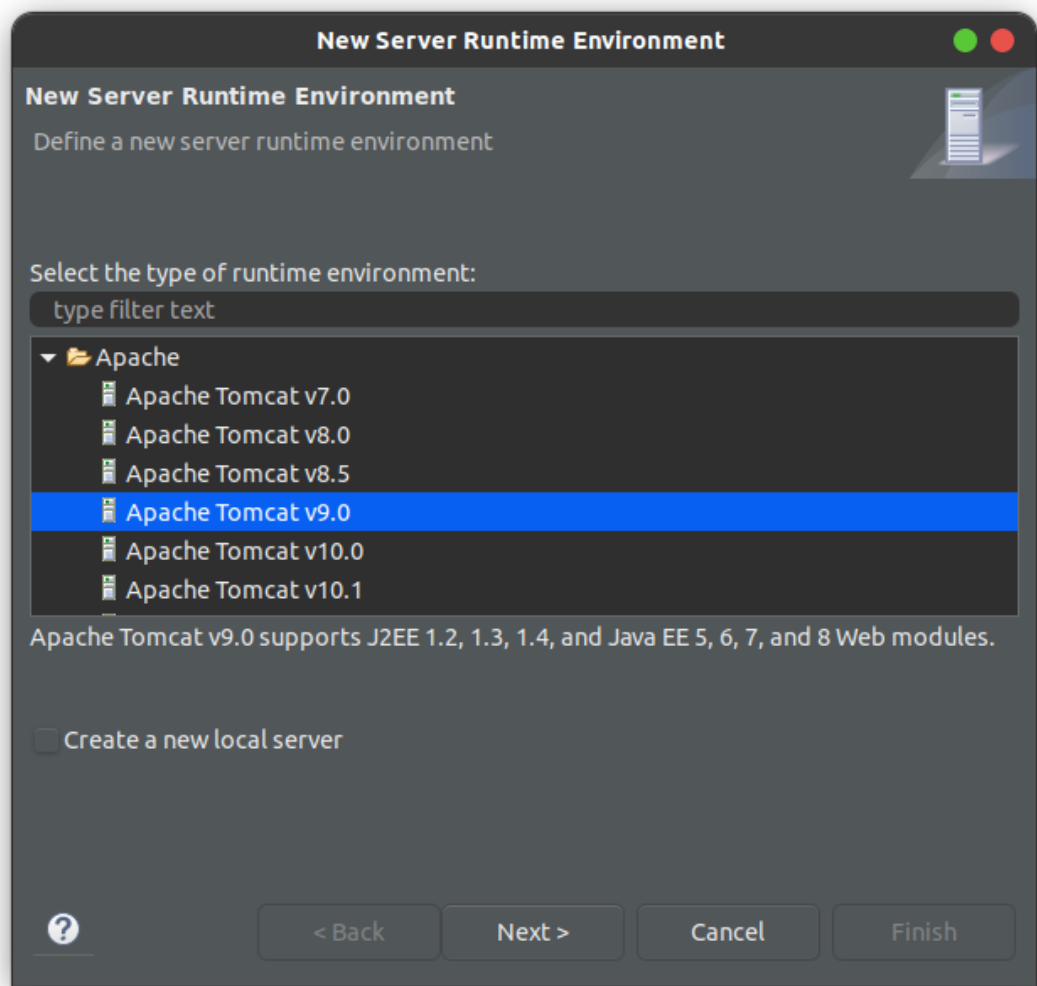 New Server Runtime Environment
New Server Runtime Environment
Define a new server runtime environment
Select the type of runtime environment:
type filter text
Apache
Apache Tomcat v7.0
Apache Tomcat v8.0
Apache Tomcat v8.5
Apache Tomcat v9.0
Apache Tomcat v10.0
Apache Tomcat v10.1
Apache Tomcat v9.0 supports J2EE 1.2, 1.3, 1.4, and Java EE 5, 6, 7, and 8 Web modules.
Create a new local server
? < Back Next > Cancel Finish